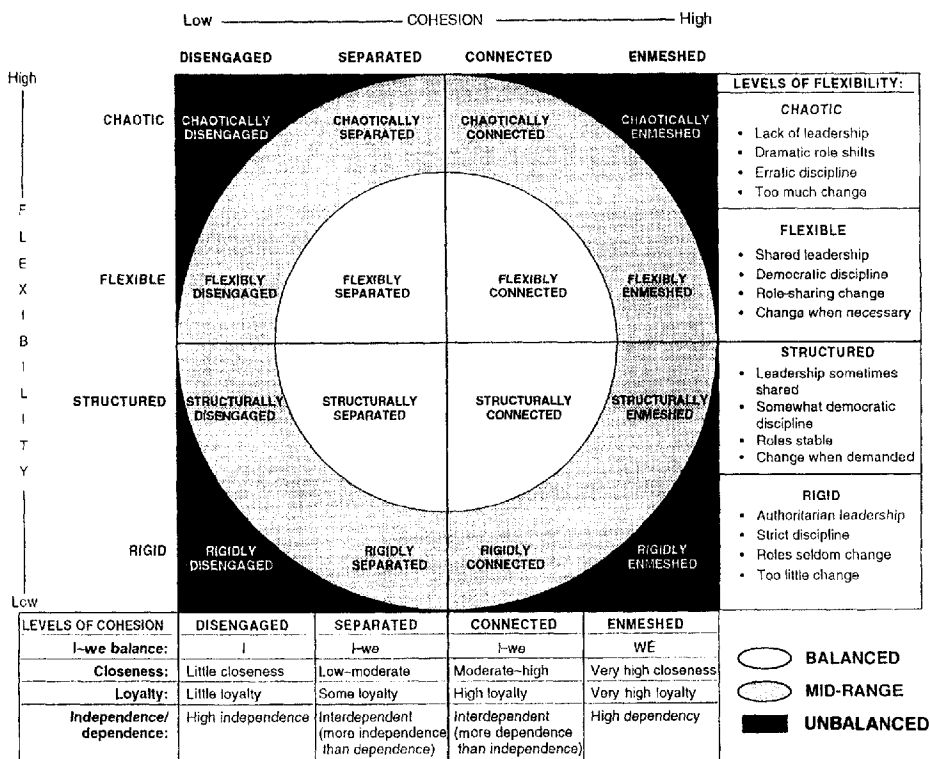 Low COHESION High
DISENGAGED SEPARATED CONNECTED ENMESHED
High
FLEXIBILITY
Low
CHAOTIC
CHAOTICALLY
DISENGAGED
CHAOTICALLY
SEPARATED
CHAOTICALLY
CONNECTED
CHAOTICALLY
ENMESHED
FLEXIBLE
FLEXIBLY
DISENGAGED
FLEXIBLY
SEPARATED
FLEXIBLY
CONNECTED
FLEXIBLY
ENMESHED
STRUCTURED
STRUCTURALLY
DISENGAGED
STRUCTURALLY
SEPARATED
STRUCTURALLY
CONNECTED
STRUCTURALLY
ENMESHED
RIGID
RIGIDLY
DISENGAGED
RIGIDLY
SEPARATED
RIGIDLY
CONNECTED
RIGIDLY
ENMESHED
LEVELS OF FLEXIBILITY:
CHAOTIC
• Lack of leadership
• Dramatic role shifts
• Erratic discipline
• Too much change
FLEXIBLE
• Shared leadership
• Democratic discipline
• Role-sharing change
• Change when necessary
STRUCTURED
• Leadership sometimes
shared
• Somewhat democratic
discipline
• Roles stable
• Change when demanded
RIGID
• Authoritarian leadership
• Strict discipline
• Roles seldom change
• Too little change
LEVELS OF COHESION DISENGAGED SEPARATED CONNECTED ENMESHED
I–we balance: I I–we I–we WE
Closeness: Little closeness Low–moderate Moderate–high Very high closeness
Loyalty: Little loyalty Some loyalty High loyalty Very high loyalty
Independence/ High independence Interdependent Interdependent High dependency
dependence: (more independence (more dependence
than dependence) than independence)
BALANCED
MID-RANGE
UNBALANCED